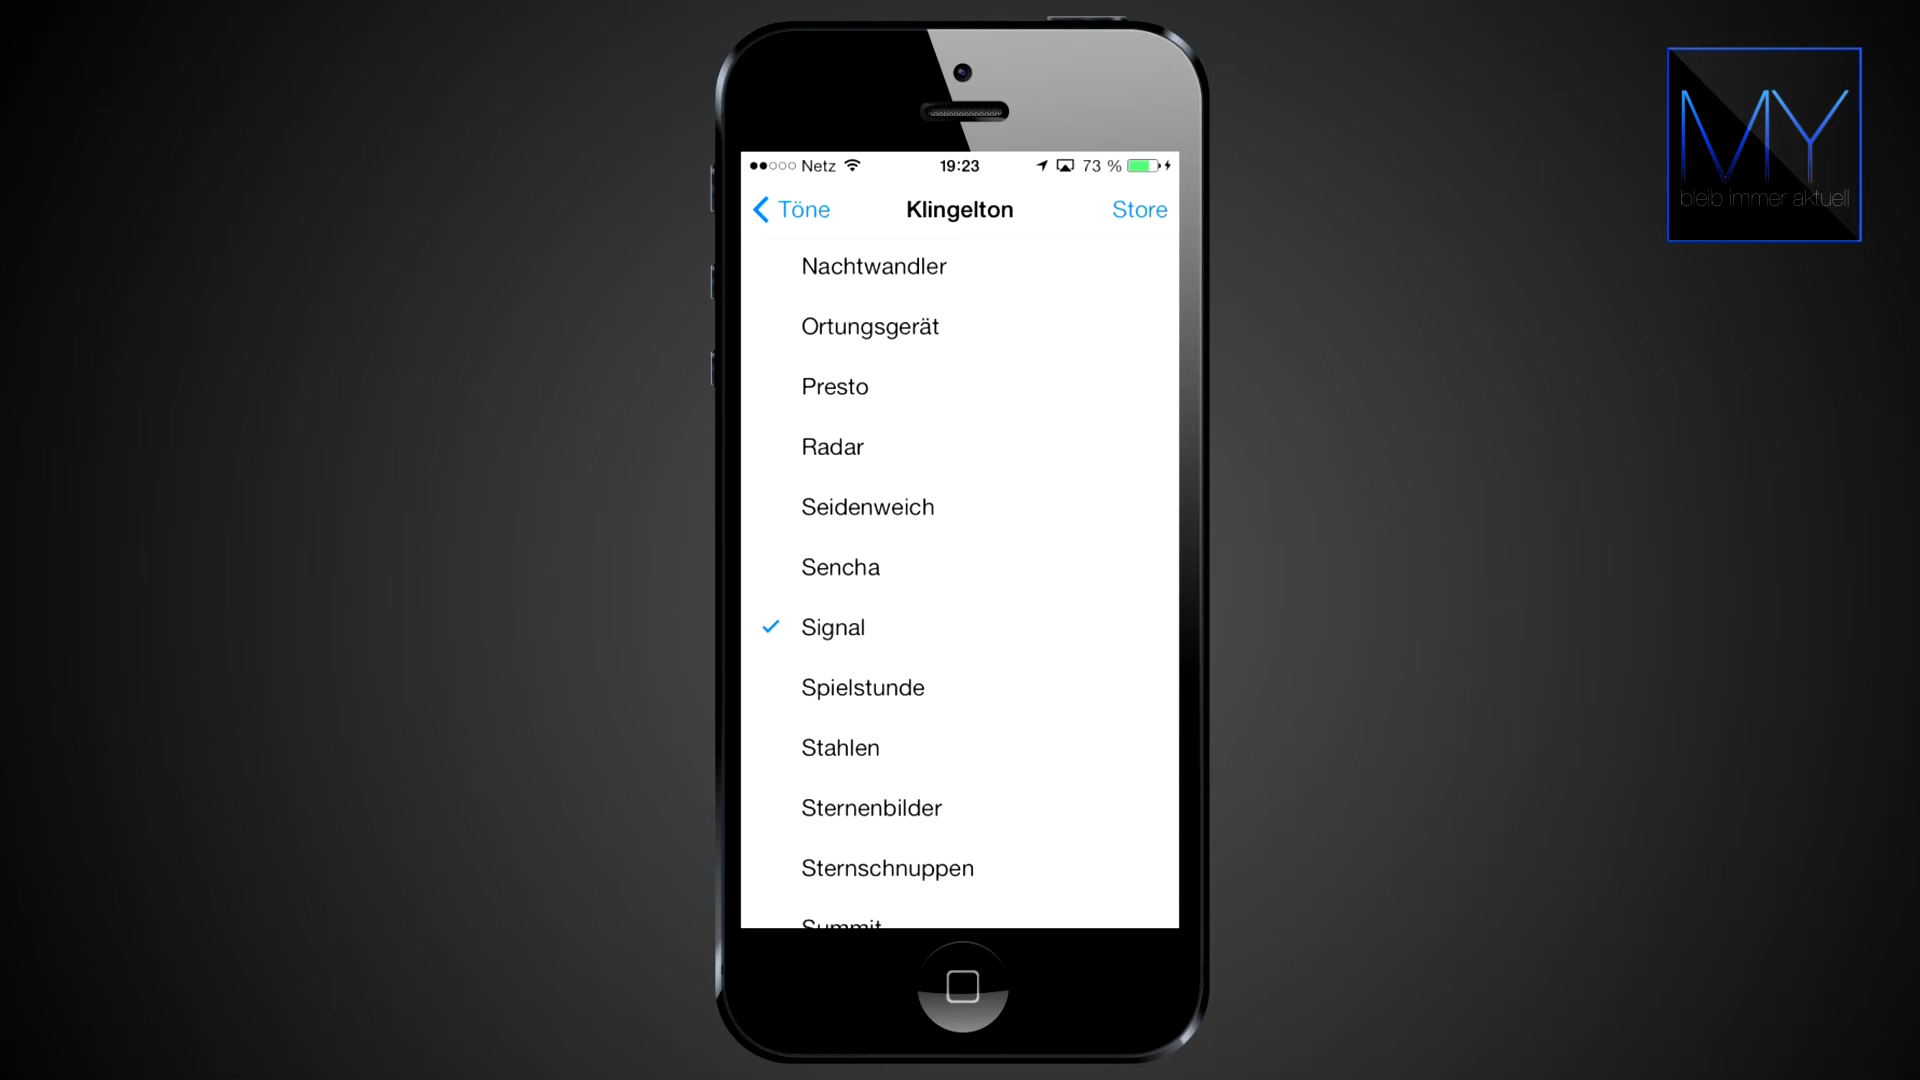 MY
bleib immer aktuell
Netz 19:23 73 %
Töne Klingelton Store
Nachtwandler
Ortungsgerät
Presto
Radar
Seidenweich
Sencha
Signal
Spielstunde
Stahlen
Sternenbilder
Sternschnuppen
Summit